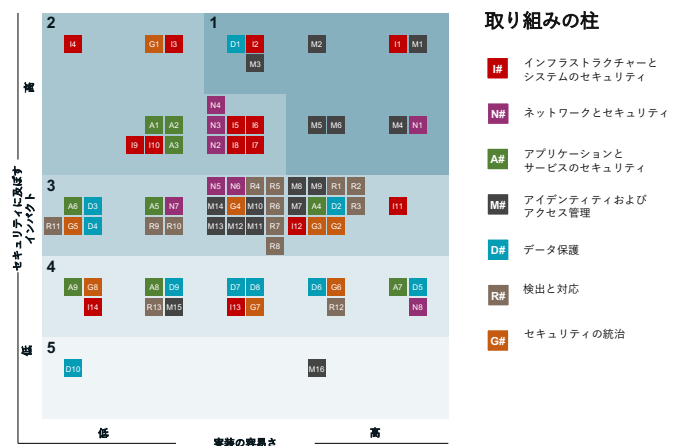 取り組みの柱
2
1
I4
G1 I3
D1 I2
M2
I1 M1
M3
N4
A1 A2
N3 I5 I6
M5 M6
M4 N1
I9 I10 A3
N2 I8 I7
高
セキュリティに及ぼす
インパクト
低
3
N5 N6 R4 R5 M8 M9 R1 R2
A6 D3
A5 N7
M14 G4 M10 R6 M7 A4 D2 R3
I11
R11 G5 D4
R9 R10
M13 M12 M11 R7 I12 G3 G2
R8
4
A9 G8
A8 D9
D7 D8
D6 G6
A7 D5
I14
R13 M15
I13 G7
R12
N8
5
D10
M16
低
実装の容易さ
高
I#
インフラストラクチャーと
システムのセキュリティ
N#
ネットワークとセキュリティ
A#
アプリケーションと
サービスのセキュリティ
M#
アイデンティティおよび
アクセス管理
D#
データ保護
R#
検出と対応
G#
セキュリティの統治